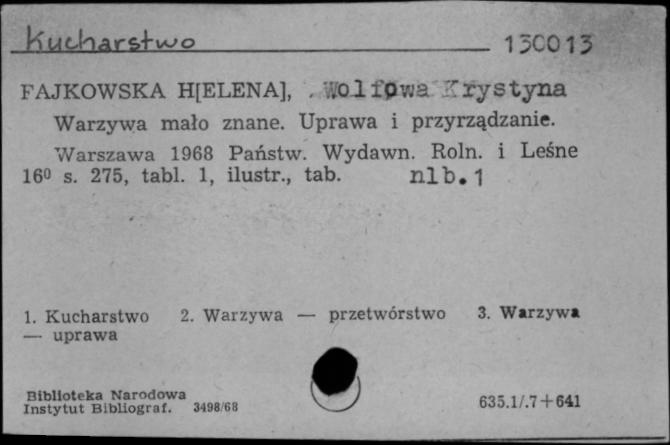 Kucharstwo 130013
FAJKOWSKA H[ELENA], Wolfowa Krystyna
Warzywa mało znane. Uprawa i przyrządzanie.
Warszawa 1968 Państw. Wydawn. Roln. i Leśne
16⁰ s. 275, tabl. 1, ilustr., tab. nlb.1
1. Kucharstwo 2. Warzywa — przetwórstwo 3. Warzywa
— uprawa
Biblioteka Narodowa
Instytut Bibliograf. 3498/68 635.1/.7+641